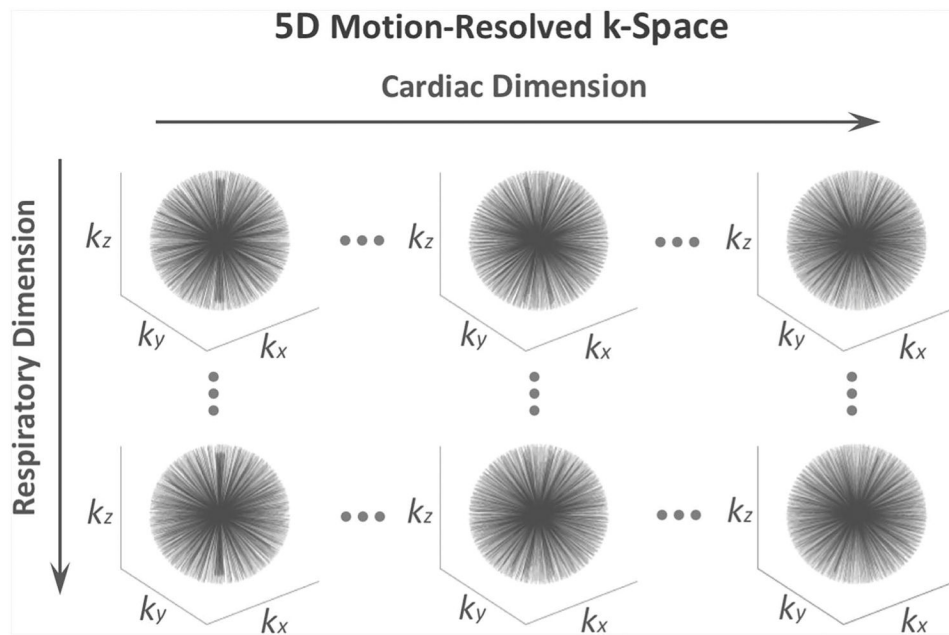 5D Motion-Resolved k-Space
Cardiac Dimension
Respiratory Dimension
kz
ky
kx
kz
ky
kx
kz
ky
kx
kz
ky
kx
kz
ky
kx
kz
ky
kx